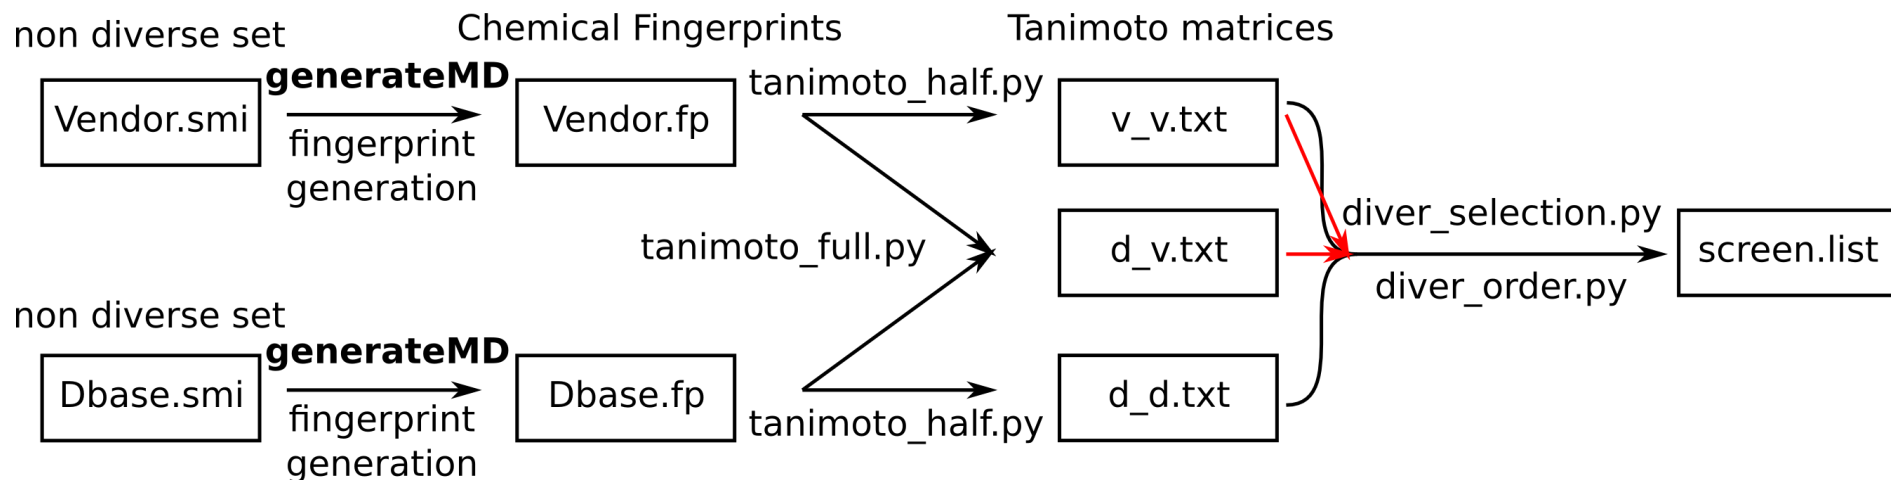 non diverse set
Chemical Fingerprints
Tanimoto matrices
generateMD
tanimoto_half.py
Vendor.smi
Vendor.fp
v_v.txt
fingerprint
generation
diver_selection.py
tanimoto_full.py
d_v.txt
screen.list
diver_order.py
non diverse set
generateMD
Dbase.smi
Dbase.fp
d_d.txt
fingerprint
generation
tanimoto_half.py